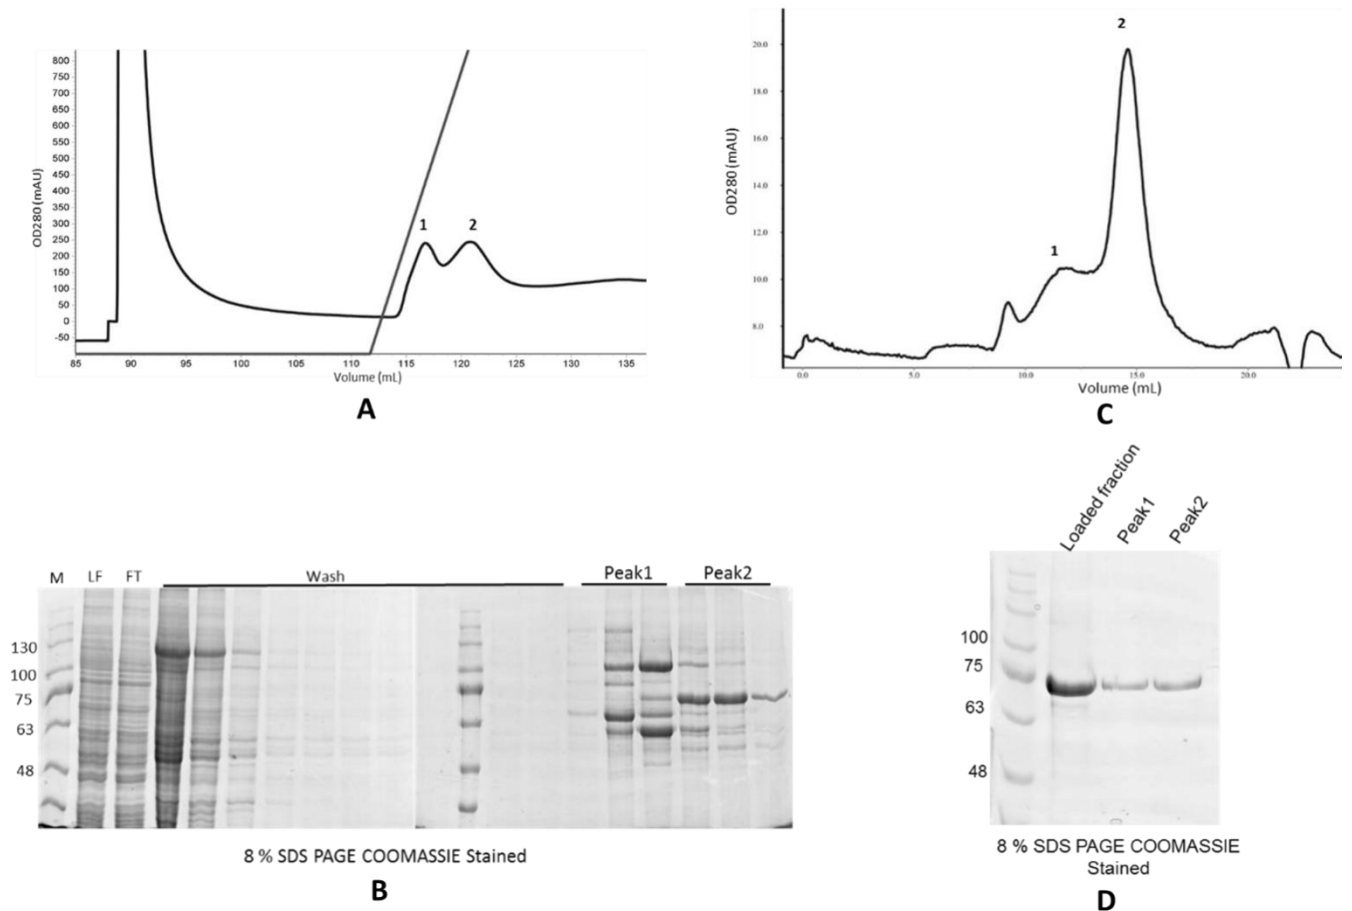 OD280 (mAU)
800
750
700
650
600
550
500
450
400
350
300
250
200
150
100
50
0
-50
1
2
85 90 95 100 105 110 115 120 125 130 135
Volume (mL)
A
OD280 (mAU)
20.0
18.0
16.0
14.0
12.0
10.0
8.0
1
2
0.0 5.0 10.0 15.0 20.0
Volume (mL)
C
M LF FT Wash Peak1 Peak2
130
100
75
63
48
8 % SDS PAGE COOMASSIE Stained
B
Loaded fraction
Peak1
Peak2
100
75
63
48
8 % SDS PAGE COOMASSIE
Stained
D